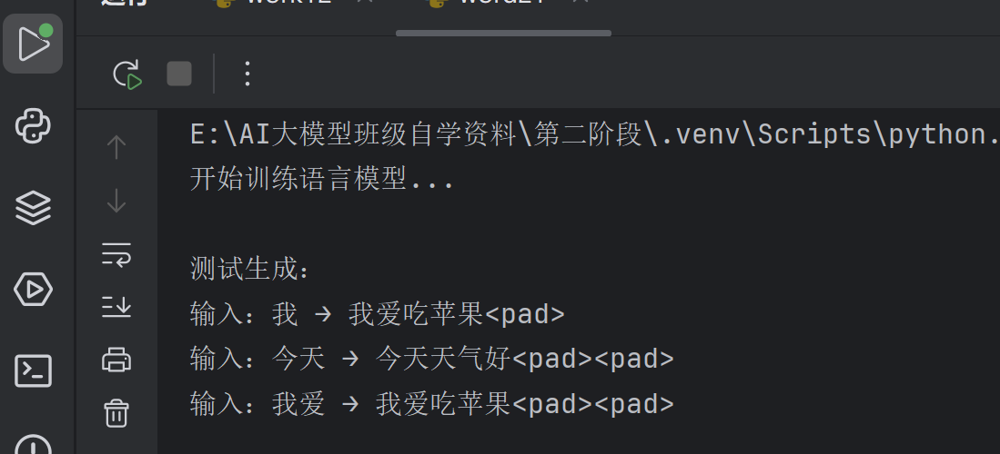 E:\AI大模型班级自学资料\第二阶段\.venv\Scripts\python.
开始训练语言模型...
测试生成:
输入: 我 → 我爱吃苹果<pad>
输入: 今天 → 今天天气好<pad><pad>
输入: 我爱 → 我爱吃苹果<pad><pad>